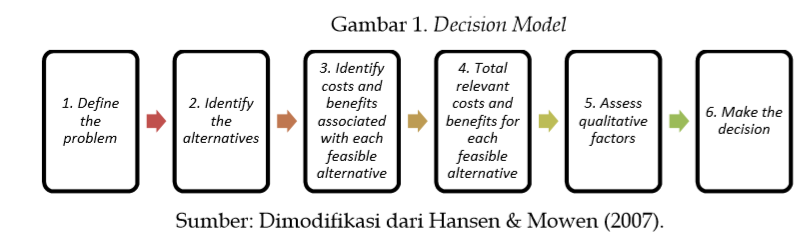 Gambar 1. Decision Model
1. Define
the
problem
2. Identify
the
alternatives
3. Identify
costs and
benefits
associated
with each
feasible
alternative
4. Total
relevant
costs and
benefits for
each
feasible
alternative
5. Assess
qualitative
factors
6. Make the
decision
Sumber: Dimodifikasi dari Hansen & Mowen (2007).